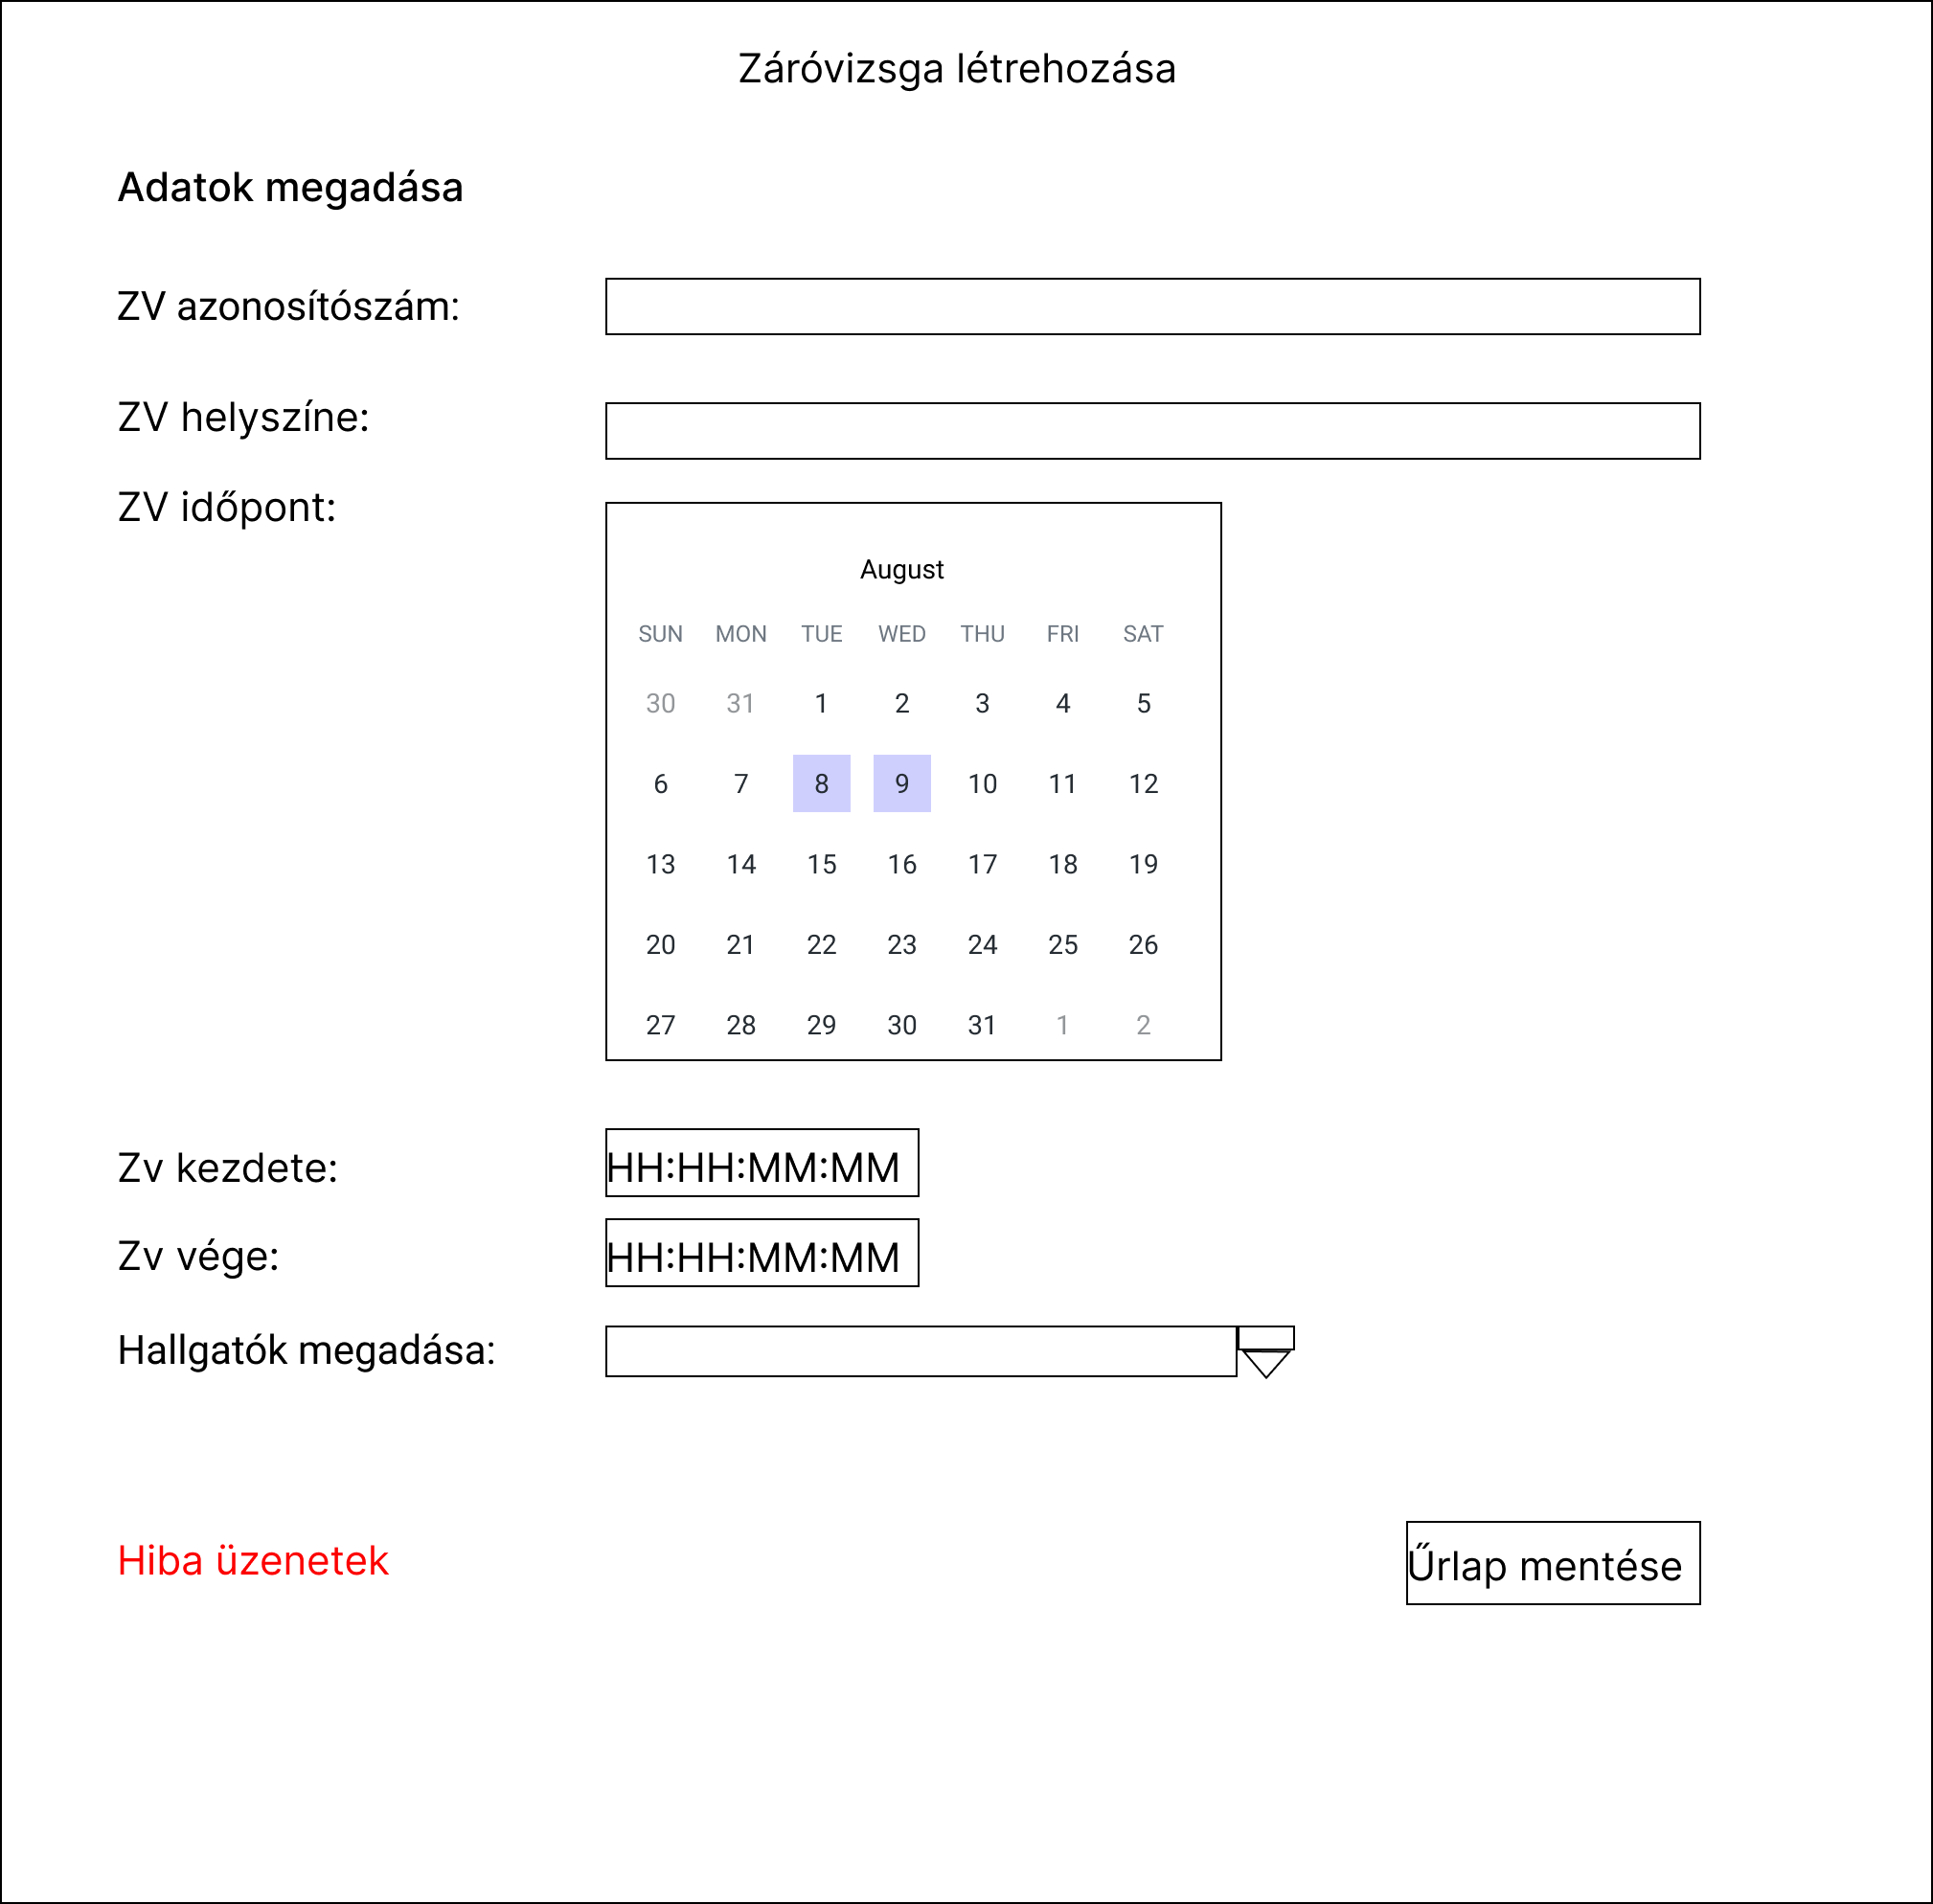 Záróvizsga létrehozása
Adatok megadása
ZV azonosítószám:
ZV helyszíne:
ZV időpont:
August
SUN MON TUE WED THU FRI SAT
30 31 1 2 3 4 5
6 7 8 9 10 11 12
13 14 15 16 17 18 19
20 21 22 23 24 25 26
27 28 29 30 31 1 2
Zv kezdete: HH:HH:MM:MM
Zv vége: HH:HH:MM:MM
Hallgatók megadása:
Hiba üzenetek
Űrlap mentése